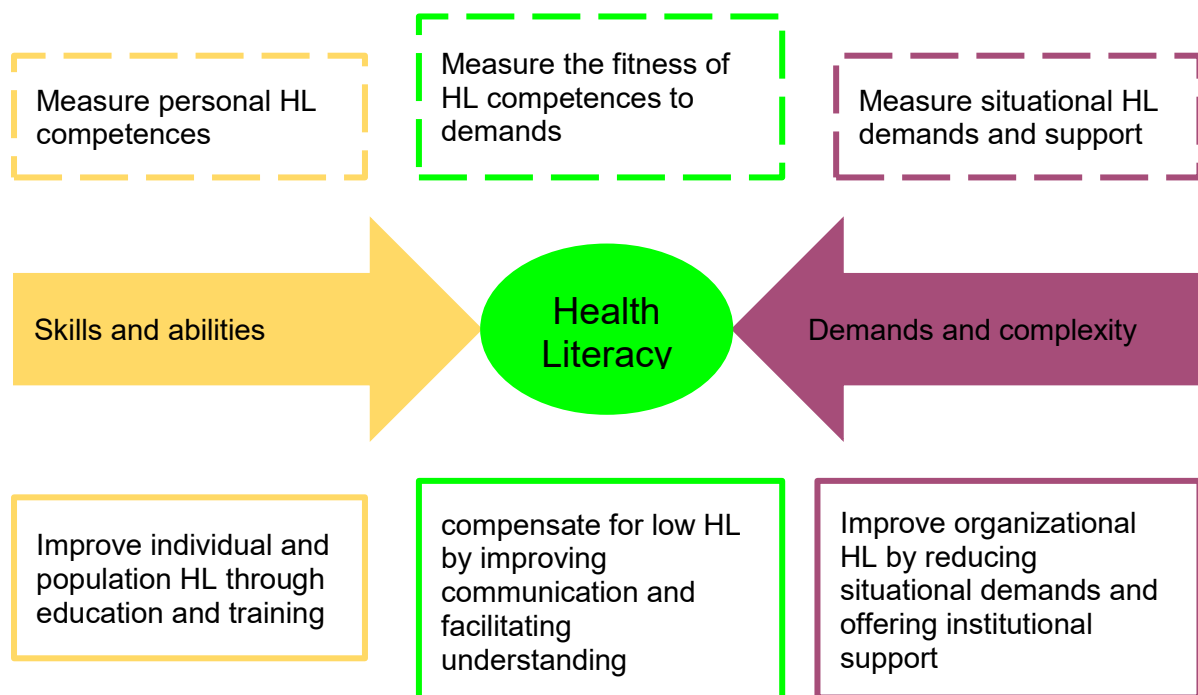 Measure personal HL
competences
Measure the fitness of
HL competences to
demands
Measure situational HL
demands and support
Skills and abilities
Health
Literacy
Demands and complexity
Improve individual and
population HL through
education and training
compensate for low HL
by improving
communication and
facilitating
understanding
Improve organizational
HL by reducing
situational demands and
offering institutional
support